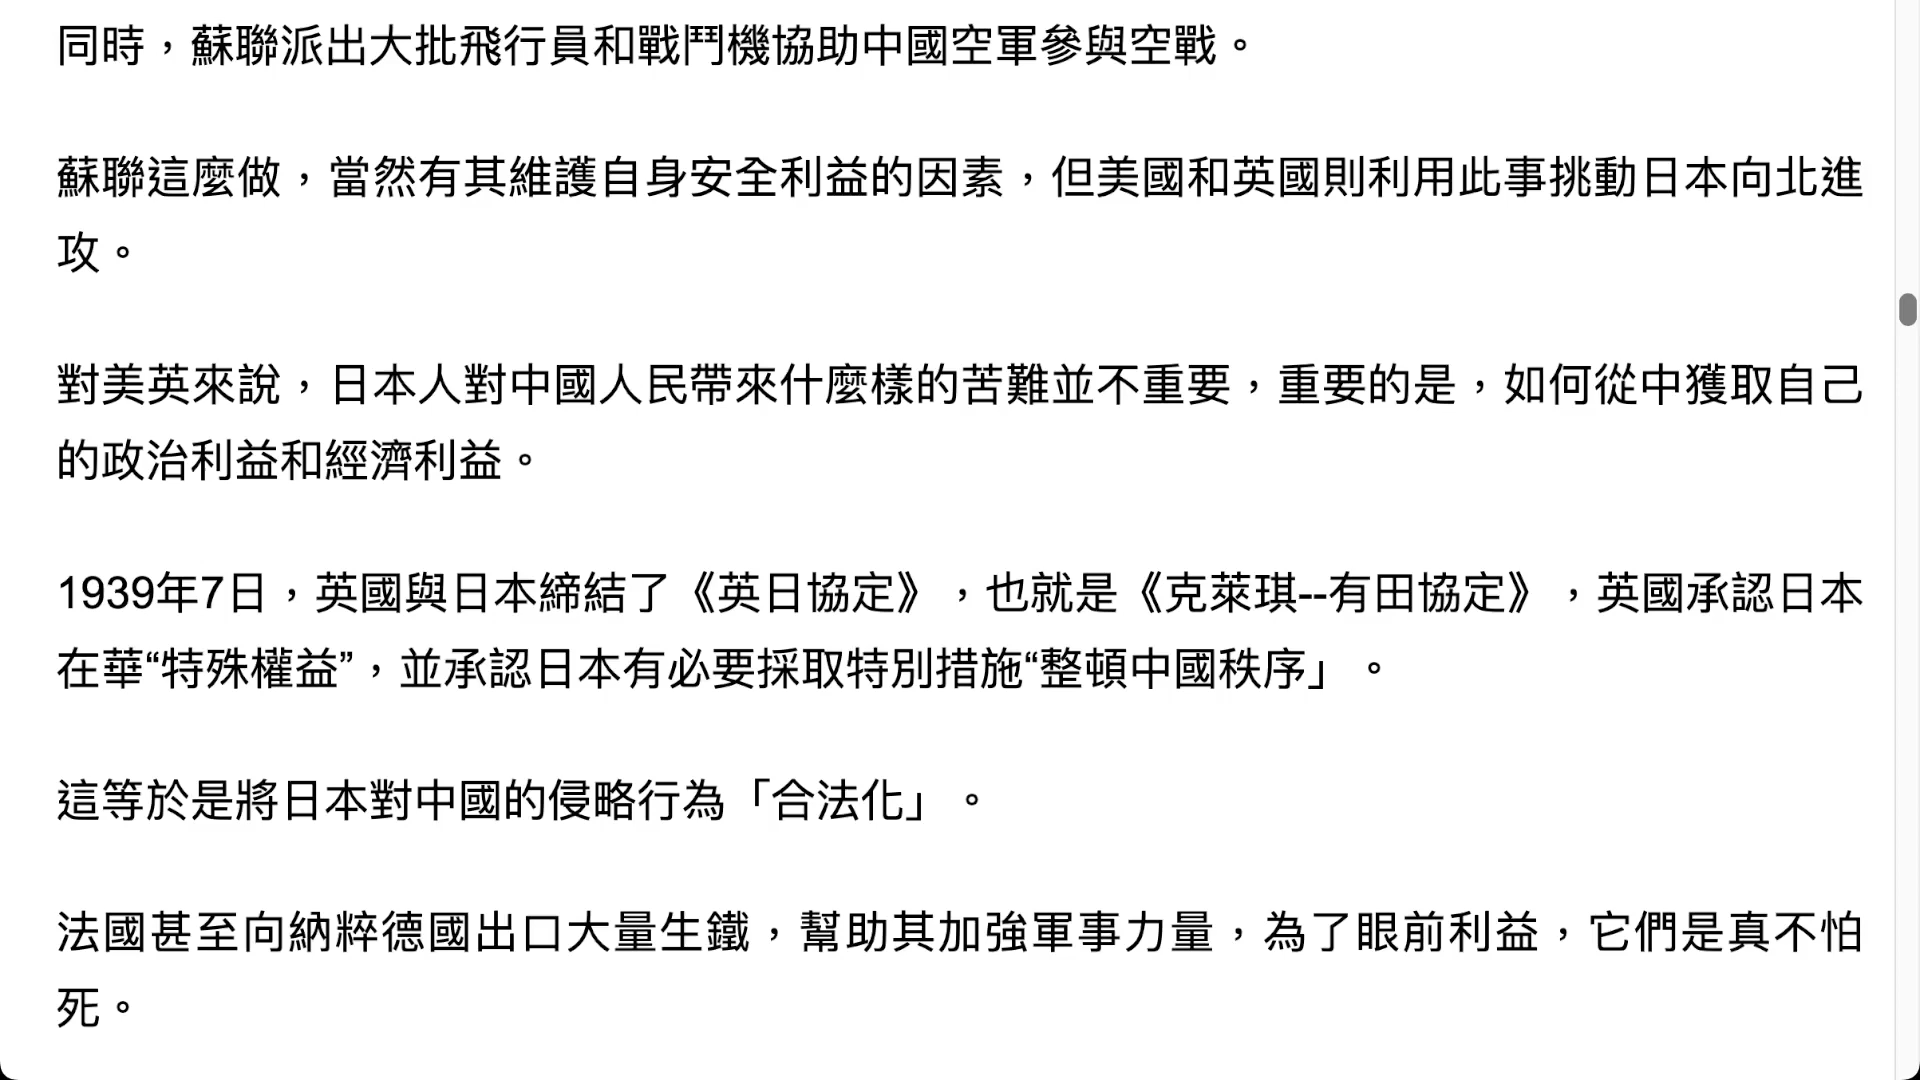 同時，蘇聯派出大批飛行員和戰鬥機協助中國空軍參與空戰。
蘇聯這麼做，當然有其維護自身安全利益的因素，但美國和英國則利用此事挑動日本向北進
攻。
對美英來說，日本人對中國人民帶來什麼樣的苦難並不重要，重要的是，如何從中獲取自己
的政治利益和經濟利益。
1939年7日，英國與日本締結了《英日協定》，也就是《克萊琪--有田協定》，英國承認日本
在華“特殊權益”，並承認日本有必要採取特別措施“整頓中國秩序」。
這等於是將日本對中國的侵略行為「合法化」。
法國甚至向納粹德國出口大量生鐵，幫助其加強軍事力量，為了眼前利益，它們是真不怕
死。